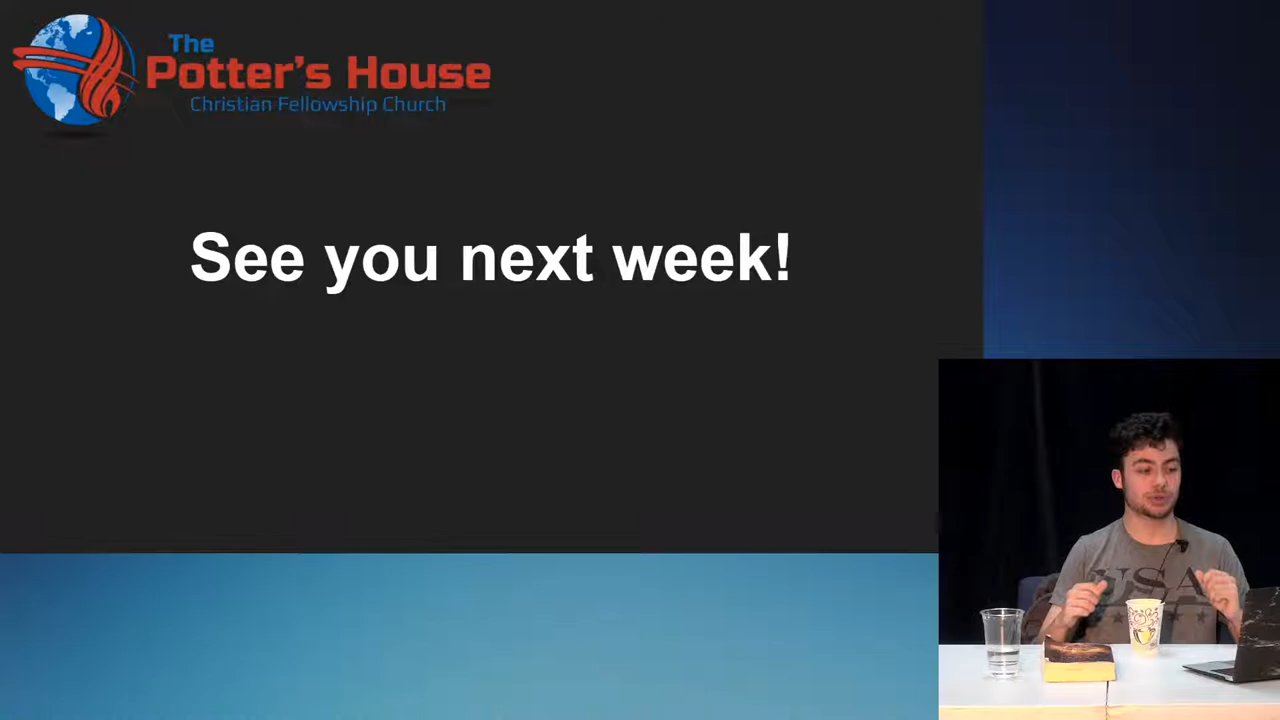 The
Potter's House
Christian Fellowship Church
See you next week!
USA